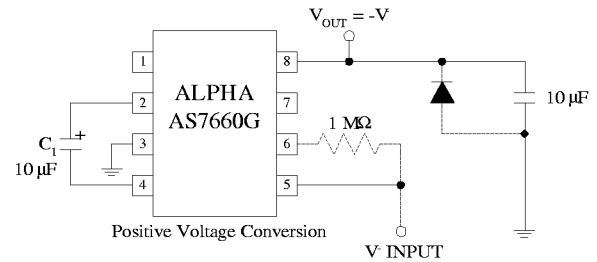 V_OUT = -V⁻
1
8
2
ALPHA
AS7660G
7
+
C₁
10 µF
3
6
1 MΩ
10 µF
4
5
Positive Voltage Conversion
V⁻ INPUT